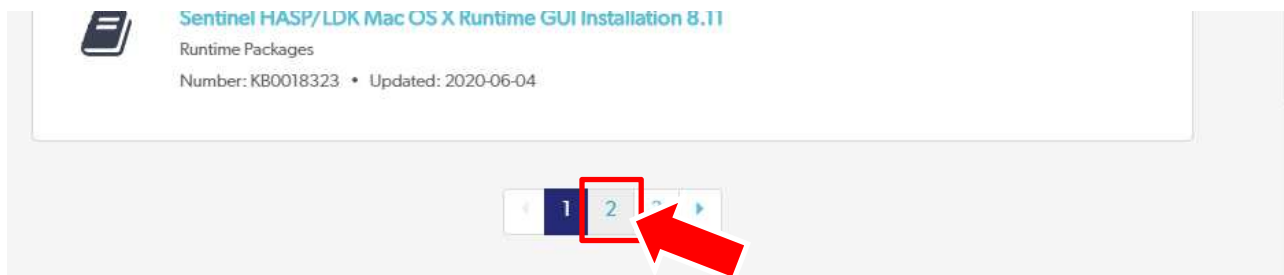 Sentinel HASP/LDK Mac OS X Runtime GUI Installation 8.11
Runtime Packages
Number: KB0018323 • Updated: 2020-06-04
1 2